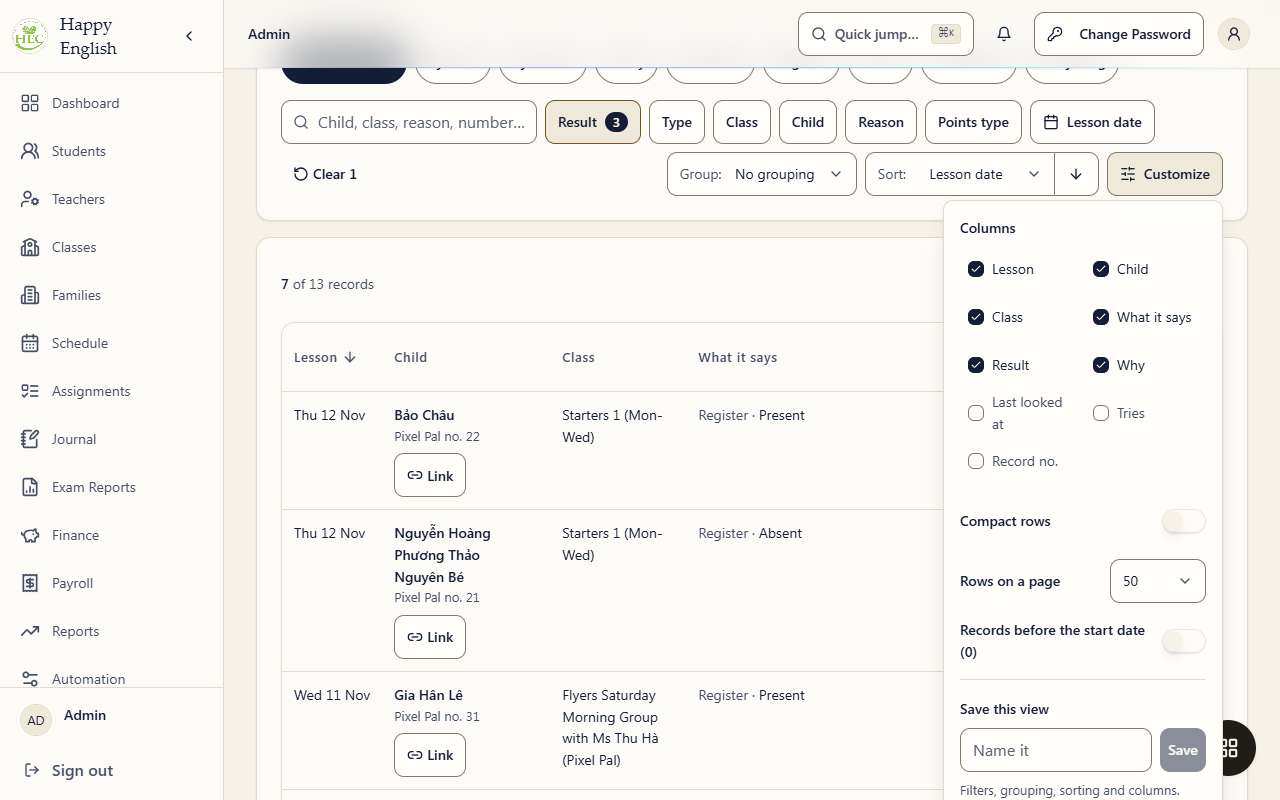 Happy
English
HEC
Admin
Quick jump...
⌘K
Change Password
Dashboard
Students
Teachers
Classes
Families
Schedule
Assignments
Journal
Exam Reports
Finance
Payroll
Reports
Automation
AD
Admin
Sign out
Child, class, reason, number...
Result 3
Type
Class
Child
Reason
Points type
Lesson date
Clear 1
Group: No grouping
Sort: Lesson date
Customize
7 of 13 records
Lesson
Child
Class
What it says
Thu 12 Nov
Bảo Châu
Pixel Pal no. 22
Link
Starters 1 (Mon-
Wed)
Register · Present
Thu 12 Nov
Nguyễn Hoàng
Phương Thảo
Nguyên Bé
Pixel Pal no. 21
Link
Starters 1 (Mon-
Wed)
Register · Absent
Wed 11 Nov
Gia Hân Lê
Pixel Pal no. 31
Link
Flyers Saturday
Morning Group
with Ms Thu Hà
(Pixel Pal)
Register · Present
Columns
Lesson
Child
Class
What it says
Result
Why
Last looked
at
Tries
Record no.
Compact rows
Rows on a page
50
Records before the start date
(0)
Save this view
Name it
Save
Filters, grouping, sorting and columns.